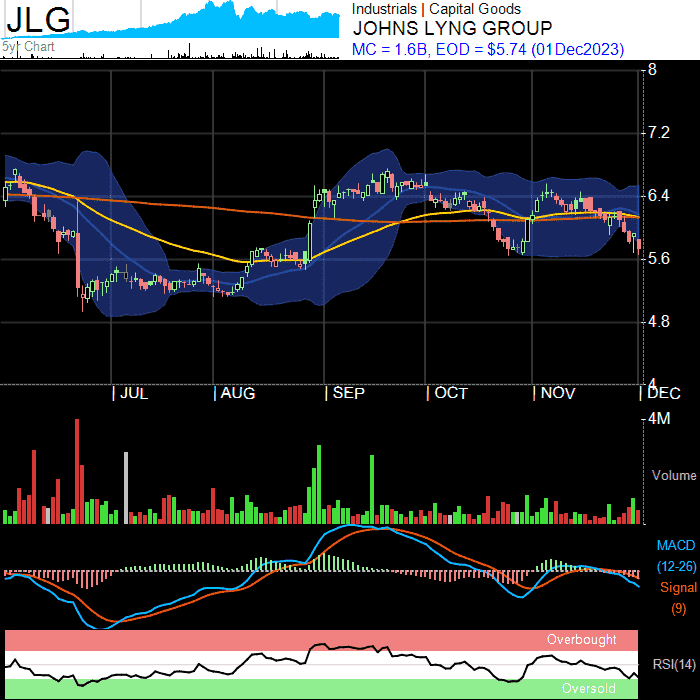 JLG
5yr Chart
Industrials | Capital Goods
JOHNS LYNG GROUP
MC = 1.6B, EOD = $5.74 (01Dec2023)
8
7.2
6.4
5.6
4.8
4
| JUL | AUG | SEP | OCT | NOV | DEC
4M
Volume
MACD
(12-26)
Signal
(9)
Overbought
RSI(14)
Oversold